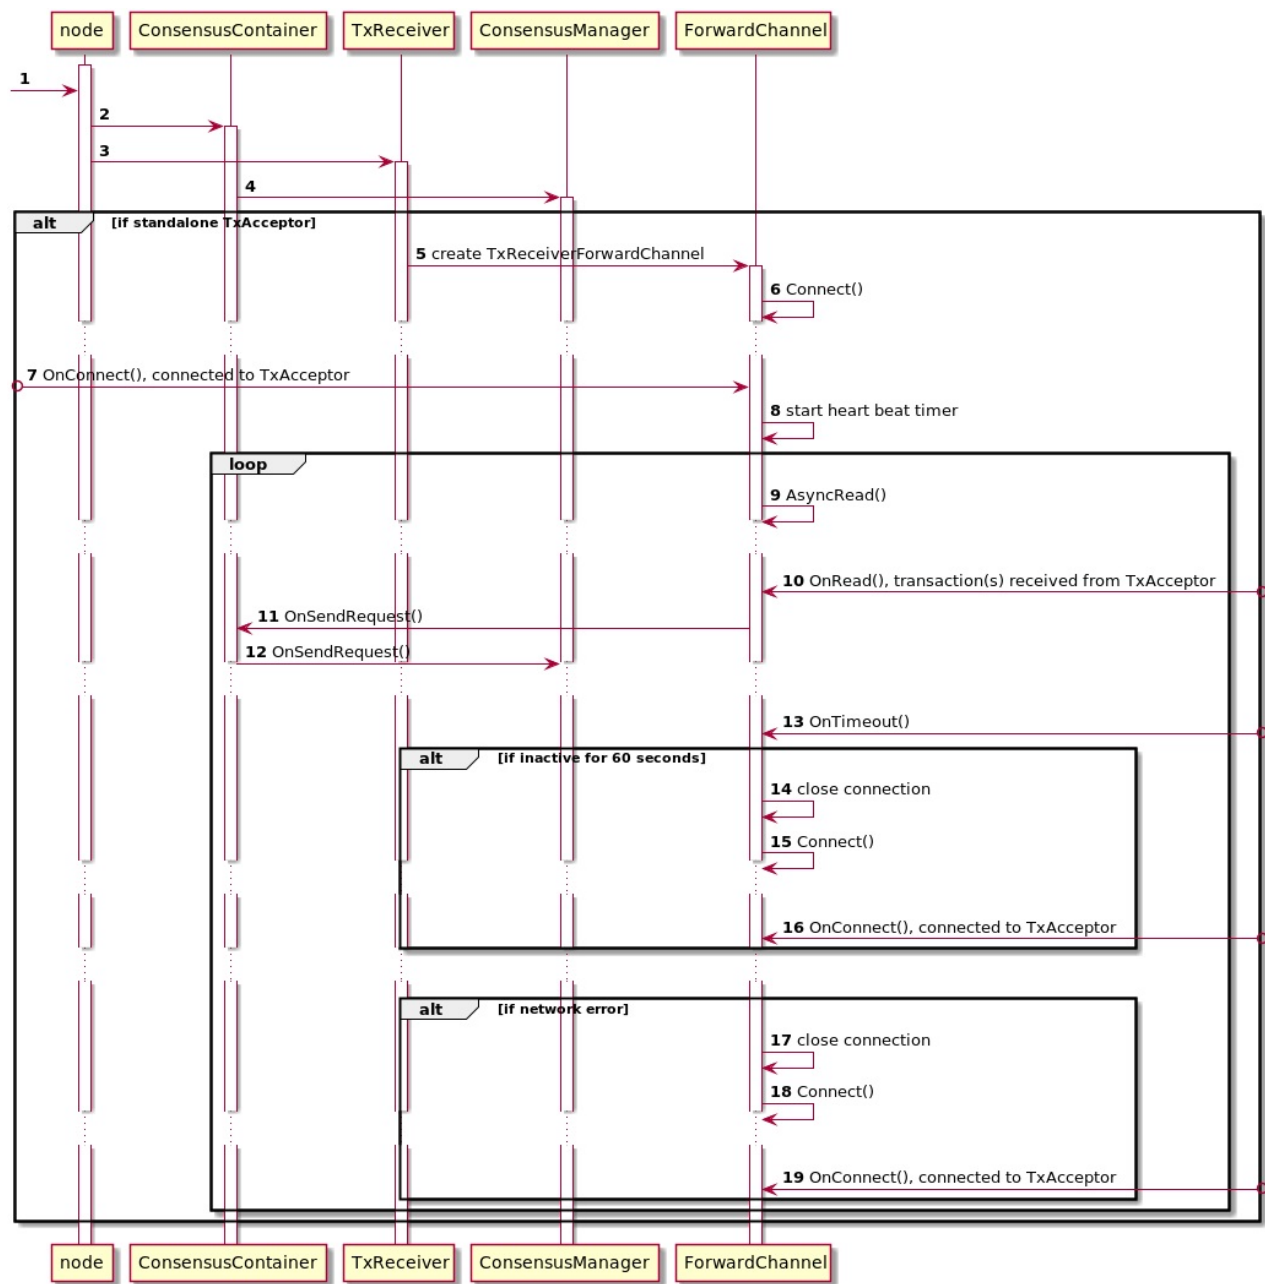 node ConsensusContainer TxReceiver ConsensusManager ForwardChannel
1
2
3
4
alt [if standalone TxAcceptor]
5 create TxReceiverForwardChannel
6 Connect()
7 OnConnect(), connected to TxAcceptor
8 start heart beat timer
loop
9 AsyncRead()
10 OnRead(), transaction(s) received from TxAcceptor
11 OnSendRequest()
12 OnSendRequest()
13 OnTimeout()
alt [if inactive for 60 seconds]
14 close connection
15 Connect()
16 OnConnect(), connected to TxAcceptor
alt [if network error]
17 close connection
18 Connect()
19 OnConnect(), connected to TxAcceptor
node ConsensusContainer TxReceiver ConsensusManager ForwardChannel